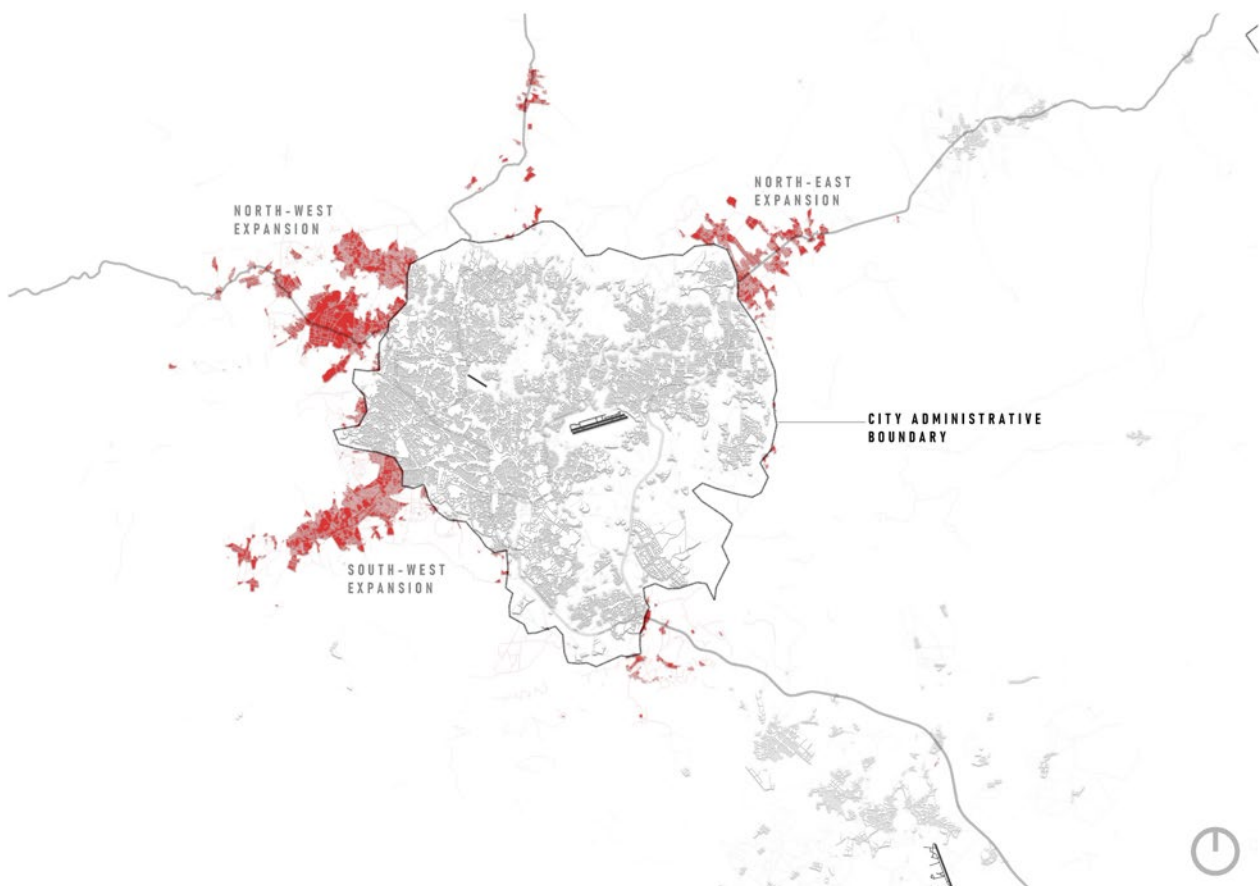 NORTH-WEST
EXPANSION
NORTH-EAST
EXPANSION
CITY ADMINISTRATIVE
BOUNDARY
SOUTH-WEST
EXPANSION